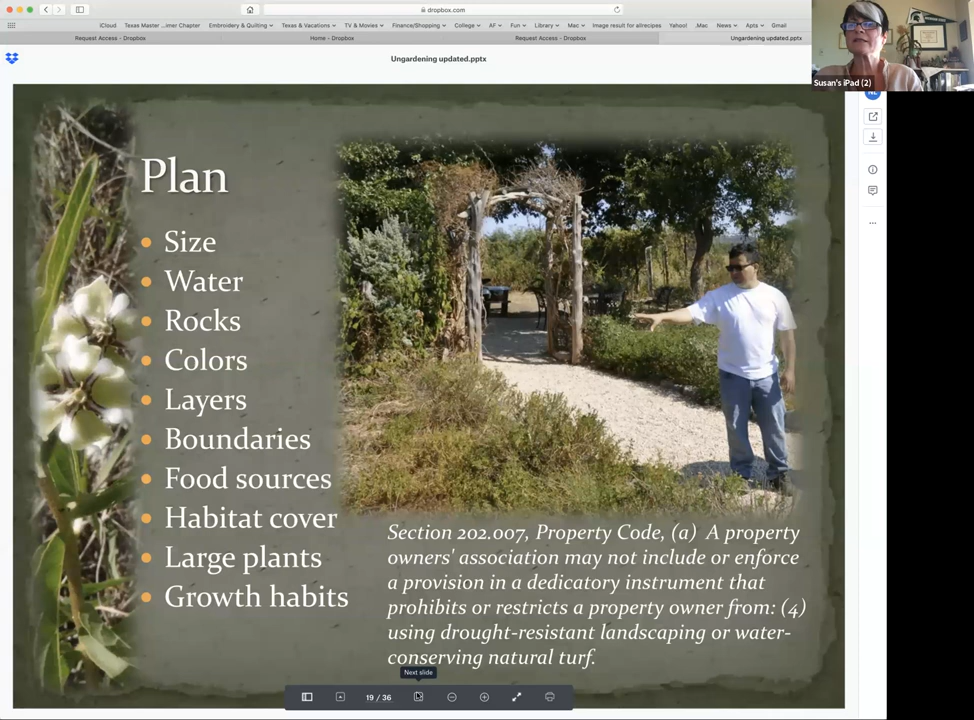 dropbox.com
iCloud
Embroidery & Quilting
Texas & Vacations
TV & Movies
Finance/Shopping
College
AF
Fun
Library
Mac
Image result for allrecipes
Yahoo!
.Mac
News
Apts
Gmail
Request Access - Dropbox
Home - Dropbox
Request Access - Dropbox
Ungardening updated.pptx
Ungardening updated.pptx
Susan's iPad (2)
Plan
Size
Water
Rocks
Colors
Layers
Boundaries
Food sources
Habitat cover
Large plants
Growth habits
Section 202.007, Property Code, (a) A property
owners' association may not include or enforce
a provision in a dedicatory instrument that
prohibits or restricts a property owner from: (4)
using drought-resistant landscaping or water-
conserving natural turf.
Next slide
19 / 36